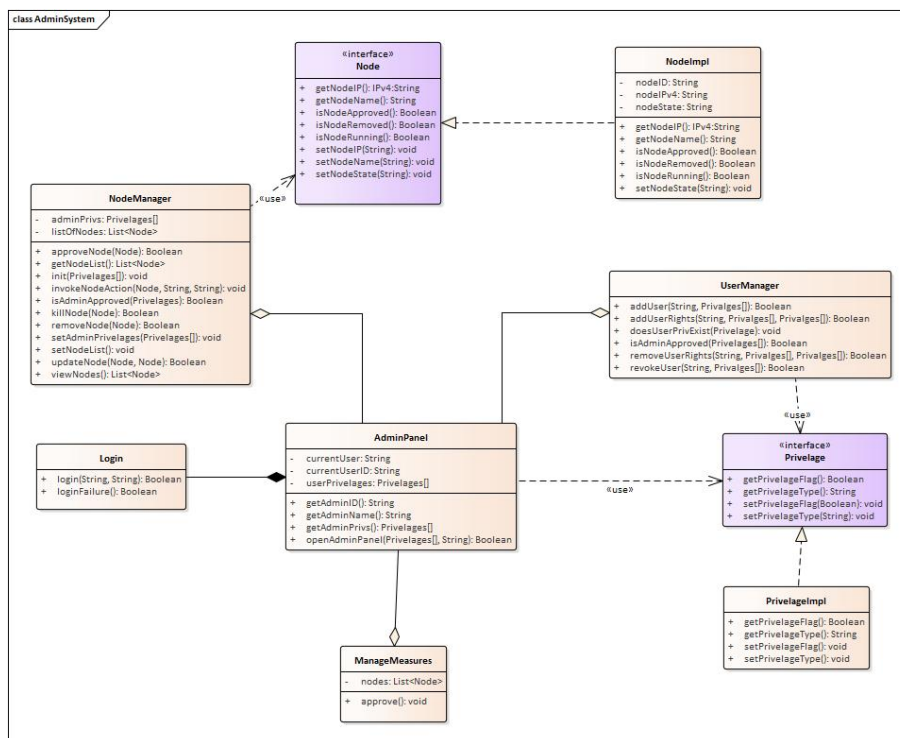 class AdminSystem
«interface»
Node
+ getNodeIP(): IPv4:String
+ getNodeName(): String
+ isNodeApproved(): Boolean
+ isNodeRemoved(): Boolean
+ isNodeRunning(): Boolean
+ setNodeIP(String): void
+ setNodeName(String): void
+ setNodeState(String): void
NodeImpl
- nodeID: String
- nodeIPv4: String
- nodeState: String
+ getNodeIP(): IPv4:String
+ getNodeName(): String
+ isNodeApproved(): Boolean
+ isNodeRemoved(): Boolean
+ isNodeRunning(): Boolean
+ setNodeState(String): void
«use»
NodeManager
- adminPrivs: Privelages[]
- listOfNodes: List<Node>
+ approveNode(Node): Boolean
+ getNodeList(): List<Node>
+ init(Privelages[]): void
+ invokeNodeAction(Node, String, String): void
+ isAdminApproved(Privelages): Boolean
+ killNode(Node): Boolean
+ removeNode(Node): Boolean
+ setAdminPrivelages(Privelages[]): void
+ setNodeList(): void
+ updateNode(Node, Node): Boolean
+ viewNodes(): List<Node>
UserManager
+ addUser(String, Privalges[]): Boolean
+ addUserRights(String, Privalges[], Privelages[]): Boolean
+ doesUserPrivExist(Privelage): void
+ isAdminApproved(Privelages[]): Boolean
+ removeUserRights(String, Privalges[], Privelages[]): Boolean
+ revokeUser(String, Privalges[]): Boolean
«use»
Login
+ login(String, String): Boolean
+ loginFailure(): Boolean
AdminPanel
- currentUser: String
- currentUserID: String
- userPrivelages: Privelages[]
+ getAdminID(): String
+ getAdminName(): String
+ getAdminPrivs(): Privelages[]
+ openAdminPanel(Privelages[], String): Boolean
«use»
«interface»
Privelage
+ getPrivelageFlag(): Boolean
+ getPrivelageType(): String
+ setPrivelageFlag(Boolean): void
+ setPrivelageType(String): void
PrivelageImpl
+ getPrivelageFlag(): Boolean
+ getPrivelageType(): String
+ setPrivelageFlag(): void
+ setPrivelageType(): void
ManageMeasures
- nodes: List<Node>
+ approve(): void